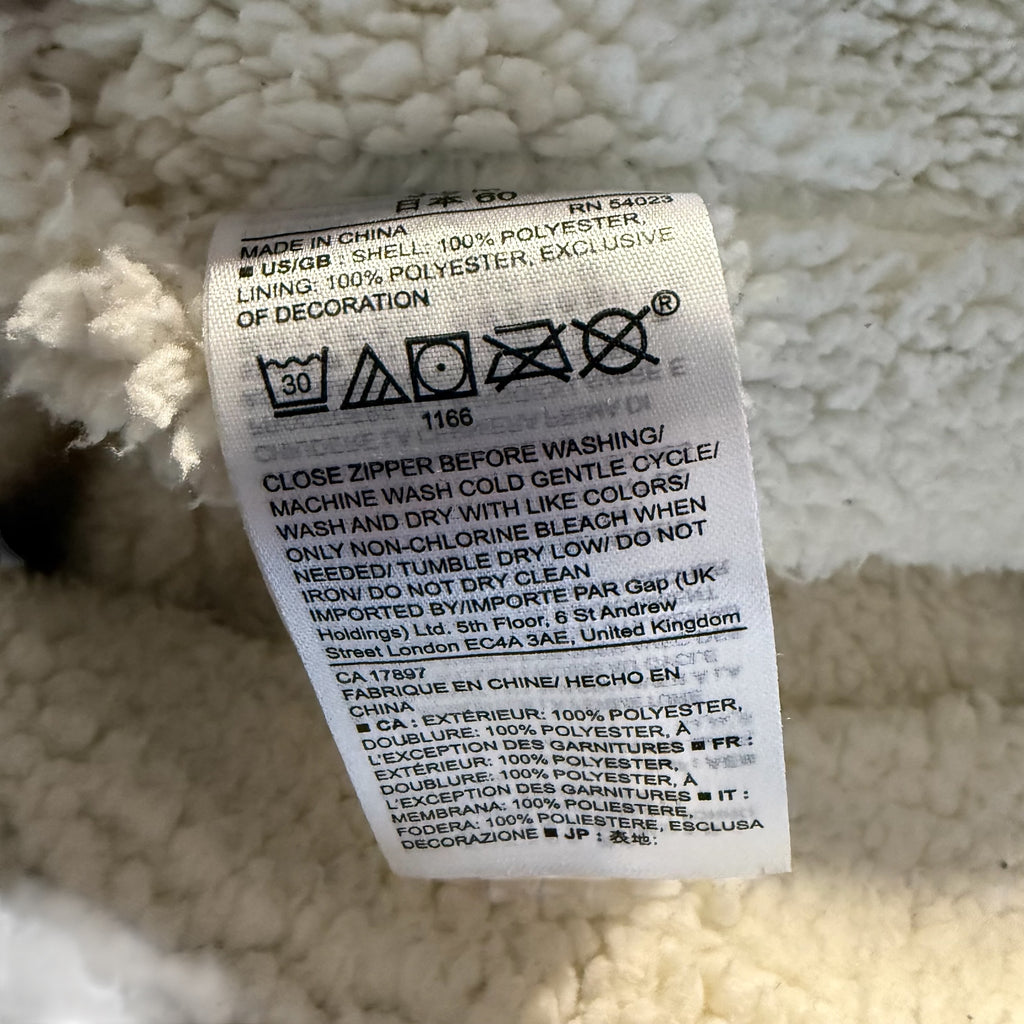 日本 60
RN 54023
MADE IN CHINA
■ US/GB : SHELL: 100% POLYESTER,
LINING: 100% POLYESTER, EXCLUSIVE
OF DECORATION
30
®
1166
CLOSE ZIPPER BEFORE WASHING/
MACHINE WASH COLD GENTLE CYCLE/
WASH AND DRY WITH LIKE COLORS/
ONLY NON-CHLORINE BLEACH WHEN
NEEDED/ TUMBLE DRY LOW/ DO NOT
IRON/ DO NOT DRY CLEAN
IMPORTED BY/IMPORTE PAR Gap (UK
Holdings) Ltd. 5th Floor, 6 St Andrew
Street London EC4A 3AE, United Kingdom
CA 17897
FABRIQUE EN CHINE/ HECHO EN
CHINA
■ CA : EXTÉRIEUR: 100% POLYESTER,
DOUBLURE: 100% POLYESTER, À
L'EXCEPTION DES GARNITURES ■ FR :
EXTÉRIEUR: 100% POLYESTER,
DOUBLURE: 100% POLYESTER, À
L'EXCEPTION DES GARNITURES ■ IT :
MEMBRANA: 100% POLIESTERE,
FODERA: 100% POLIESTERE, ESCLUSA
DECORAZIONE ■ JP : 表地: